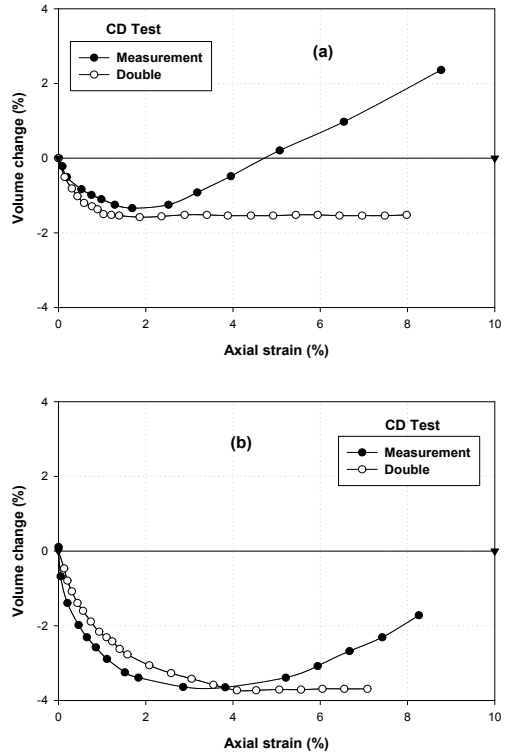 CD Test
Measurement
Double
(a)
4
2
0
-2
-4
Volume change (%)
0 2 4 6 8 10
Axial strain (%)
CD Test
Measurement
Double
(b)
4
2
0
-2
-4
Volume change (%)
0 2 4 6 8 10
Axial strain (%)